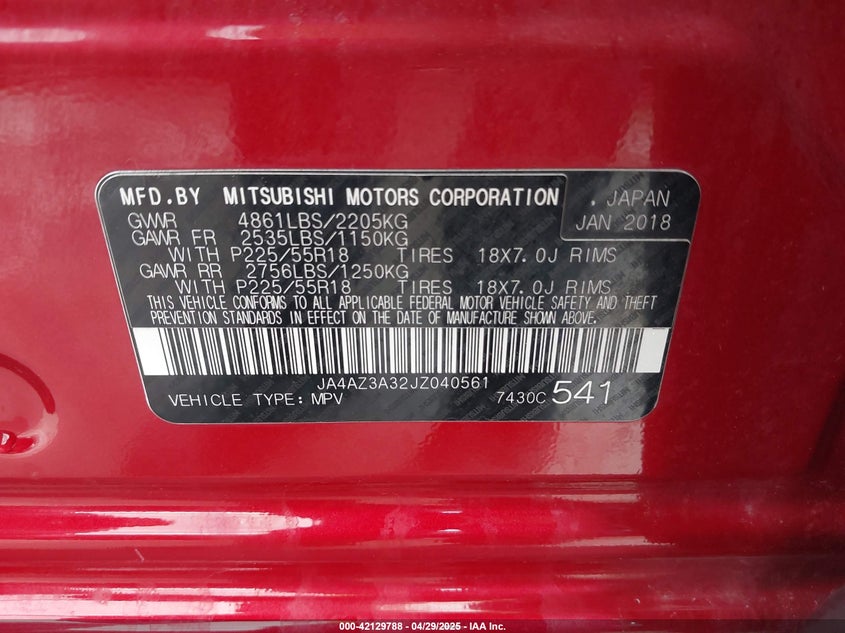 MFD.BY MITSUBISHI MOTORS CORPORATION . JAPAN
GVWR 4861LBS/2205KG JAN 2018
GAWR FR 2535LBS/1150KG
WITH P225/55R18 TIRES 18X7.0J RIMS
GAWR RR 2756LBS/1250KG
WITH P225/55R18 TIRES 18X7.0J RIMS
THIS VEHICLE CONFORMS TO ALL APPLICABLE FEDERAL MOTOR VEHICLE SAFETY AND THEFT
PREVENTION STANDARDS IN EFFECT ON THE DATE OF MANUFACTURE SHOWN ABOVE.
JA4AZ3A32JZ040561
VEHICLE TYPE: MPV 7430C 541
000-42129788 - 04/29/2025 - IAA Inc.